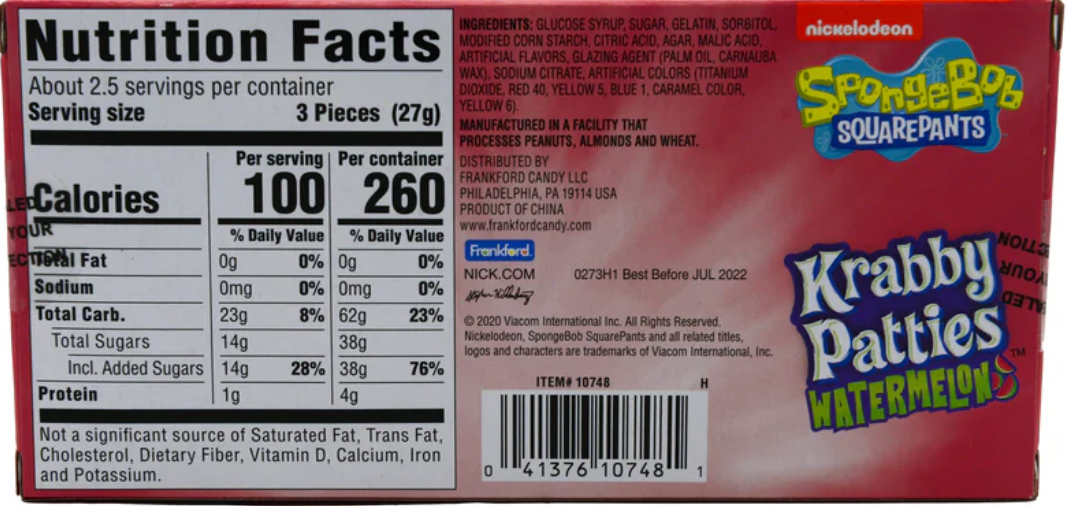 Nutrition Facts
About 2.5 servings per container
Serving size 3 Pieces (27g)
Per serving Per container
Calories 100 260
% Daily Value % Daily Value
Total Fat 0g 0% 0g 0%
Sodium 0mg 0% 0mg 0%
Total Carb. 23g 8% 62g 23%
Total Sugars 14g 38g
Incl. Added Sugars 14g 28% 38g 76%
Protein 1g 4g
Not a significant source of Saturated Fat, Trans Fat,
Cholesterol, Dietary Fiber, Vitamin D, Calcium, Iron
and Potassium.
LED
YOUR
ECTION
INGREDIENTS: GLUCOSE SYRUP, SUGAR, GELATIN, SORBITOL,
MODIFIED CORN STARCH, CITRIC ACID, AGAR, MALIC ACID,
ARTIFICIAL FLAVORS, GLAZING AGENT (PALM OIL, CARNAUBA
WAX), SODIUM CITRATE, ARTIFICIAL COLORS (TITANIUM
DIOXIDE, RED 40, YELLOW 5, BLUE 1, CARAMEL COLOR,
YELLOW 6).
MANUFACTURED IN A FACILITY THAT
PROCESSES PEANUTS, ALMONDS AND WHEAT.
DISTRIBUTED BY
FRANKFORD CANDY LLC
PHILADELPHIA, PA 19114 USA
PRODUCT OF CHINA
www.frankfordcandy.com
Frankford.
NICK.COM 0273H1 Best Before JUL 2022
© 2020 Viacom International Inc. All Rights Reserved.
Nickelodeon, SpongeBob SquarePants and all related titles,
logos and characters are trademarks of Viacom International, Inc.
ITEM# 10748 H
0 41376 10748 1
nickelodeon
SPONGEBOB
SQUAREPANTS
Krabby
Patties
TM
WATERMELON
ECTION
YOUR
ALED